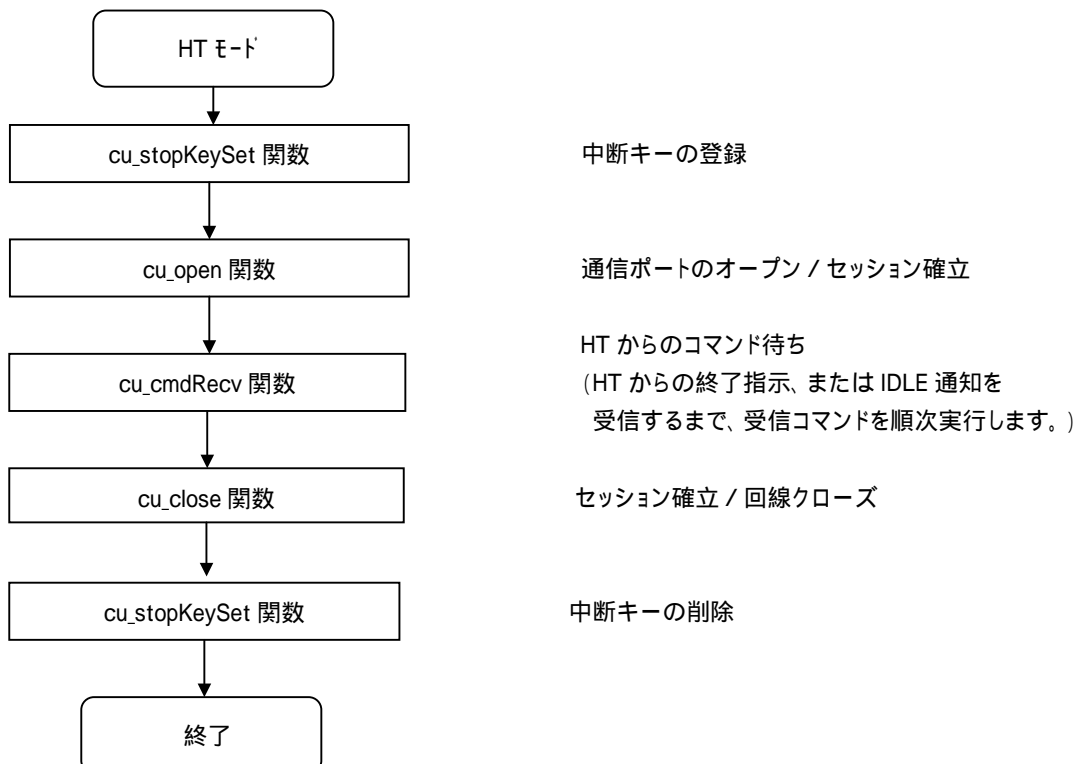 HT ﾓｰﾄﾞ
cu_stopKeySet 関数
中断キーの登録
cu_open 関数
通信ポートのオープン / セッション確立
cu_cmdRecv 関数
HT からのコマンド待ち
(HT からの終了指示、または IDLE 通知を
受信するまで、受信コマンドを順次実行します。)
cu_close 関数
セッション確立 / 回線クローズ
cu_stopKeySet 関数
中断キーの削除
終了